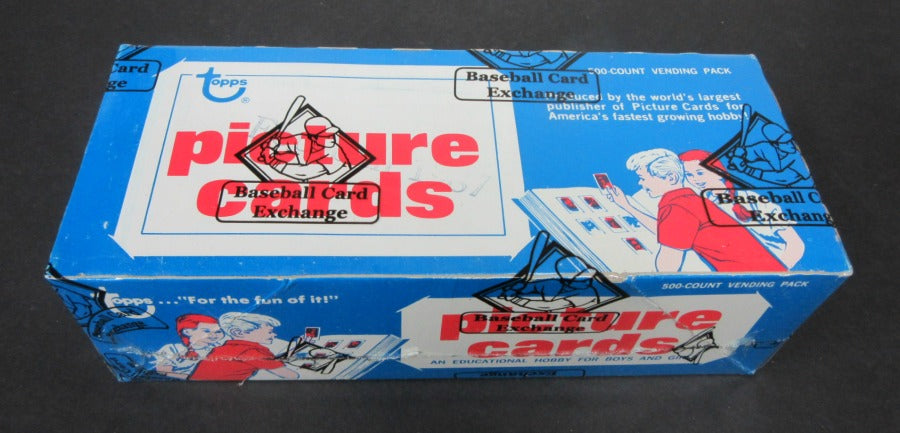 Card
ge
topps
®
picture
cards
Baseball Card
Exchange
Baseball Card
Exchange
500-COUNT VENDING PACK
by the world's largest
publisher of Picture Cards for
America's fastest growing hobby
Baseball C
Exchang
topps ..."For the fun of it!"
500-COUNT VENDING PACK
picture
cards
Baseball Card
Exchange
AN EDUCATIONAL HOBBY FOR BOYS AND
Exchange